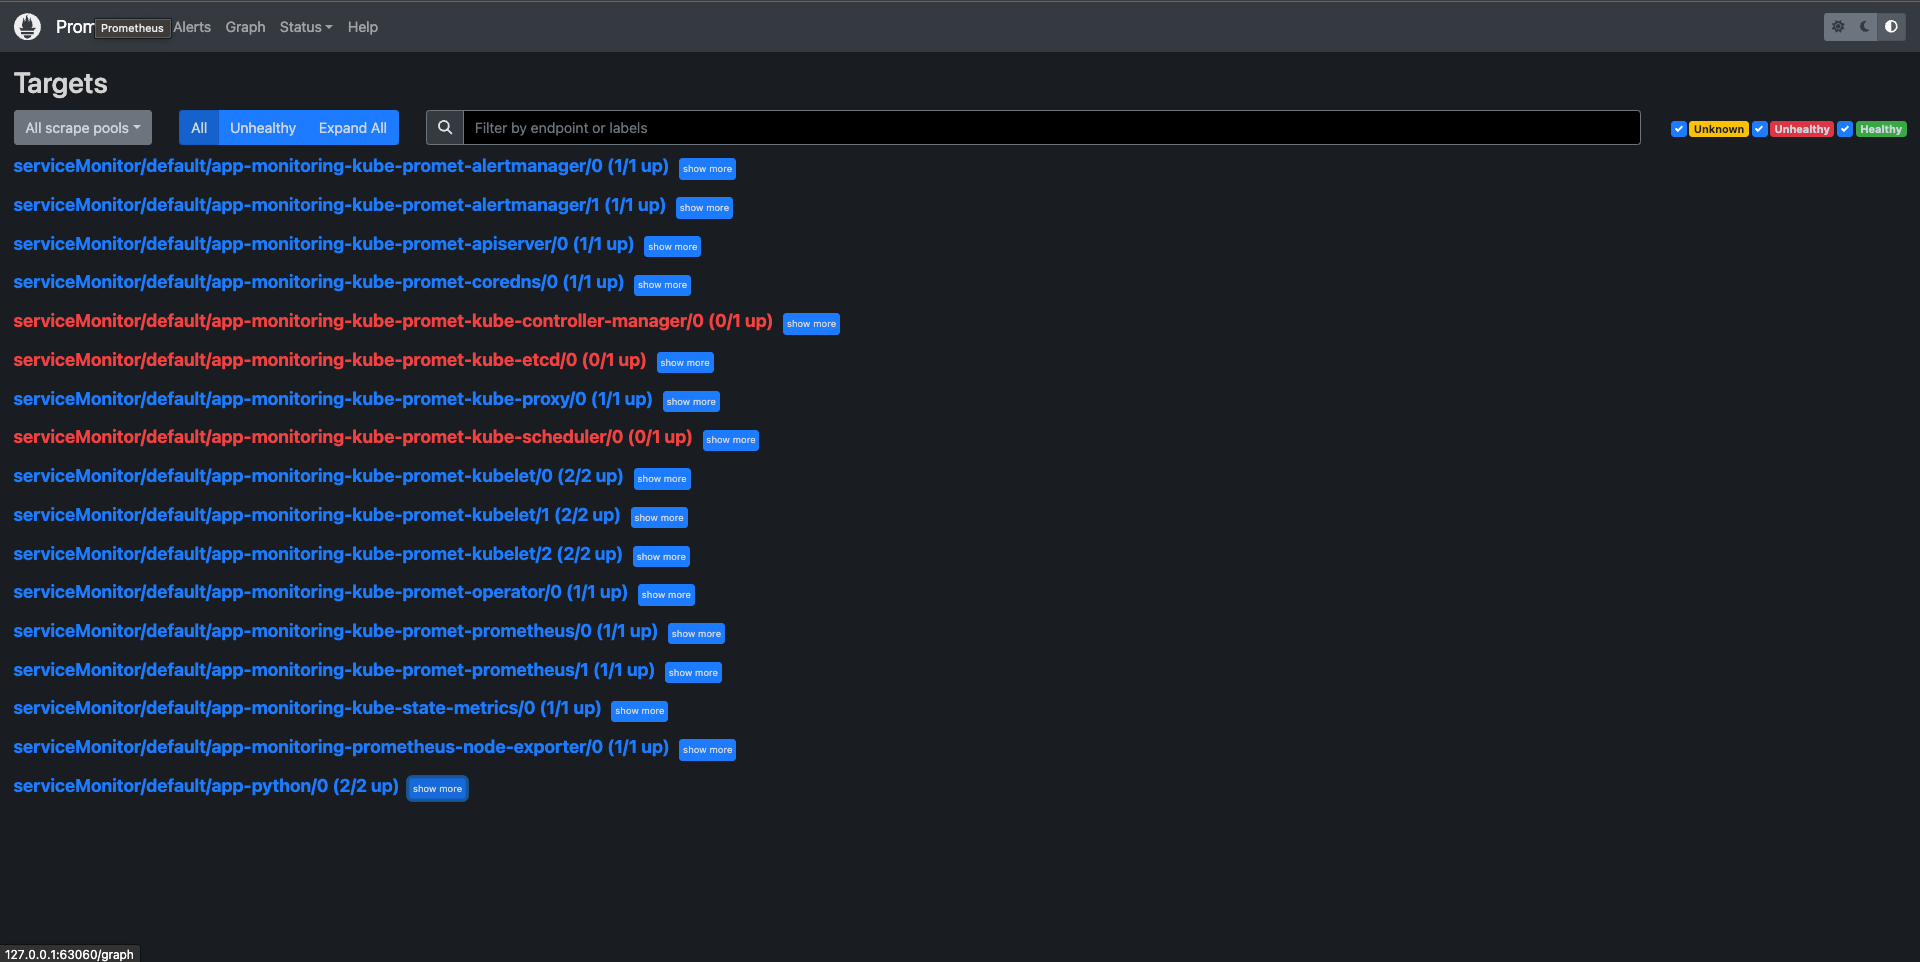 Prom Prometheus Alerts Graph Status Help
Targets
All scrape pools All Unhealthy Expand All Filter by endpoint or labels Unknown Unhealthy Healthy
serviceMonitor/default/app-monitoring-kube-promet-alertmanager/0 (1/1 up) show more
serviceMonitor/default/app-monitoring-kube-promet-alertmanager/1 (1/1 up) show more
serviceMonitor/default/app-monitoring-kube-promet-apiserver/0 (1/1 up) show more
serviceMonitor/default/app-monitoring-kube-promet-coredns/0 (1/1 up) show more
serviceMonitor/default/app-monitoring-kube-promet-kube-controller-manager/0 (0/1 up) show more
serviceMonitor/default/app-monitoring-kube-promet-kube-etcd/0 (0/1 up) show more
serviceMonitor/default/app-monitoring-kube-promet-kube-proxy/0 (1/1 up) show more
serviceMonitor/default/app-monitoring-kube-promet-kube-scheduler/0 (0/1 up) show more
serviceMonitor/default/app-monitoring-kube-promet-kubelet/0 (2/2 up) show more
serviceMonitor/default/app-monitoring-kube-promet-kubelet/1 (2/2 up) show more
serviceMonitor/default/app-monitoring-kube-promet-kubelet/2 (2/2 up) show more
serviceMonitor/default/app-monitoring-kube-promet-operator/0 (1/1 up) show more
serviceMonitor/default/app-monitoring-kube-promet-prometheus/0 (1/1 up) show more
serviceMonitor/default/app-monitoring-kube-promet-prometheus/1 (1/1 up) show more
serviceMonitor/default/app-monitoring-kube-state-metrics/0 (1/1 up) show more
serviceMonitor/default/app-monitoring-prometheus-node-exporter/0 (1/1 up) show more
serviceMonitor/default/app-python/0 (2/2 up) show more
127.0.0.1:63060/graph